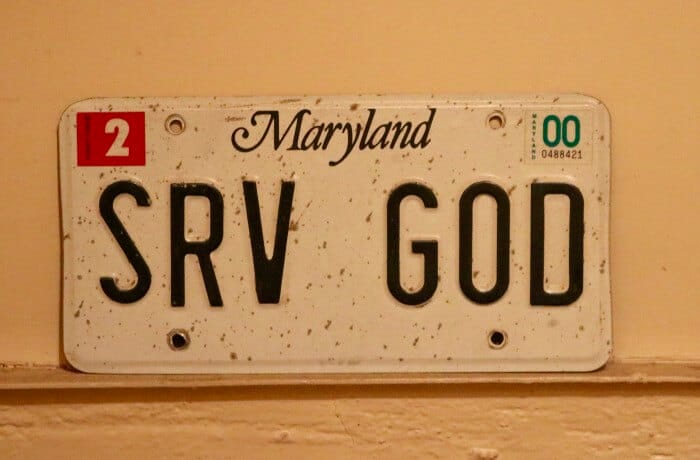 2
Maryland
MARYLAND
00
0488421
SRV GOD